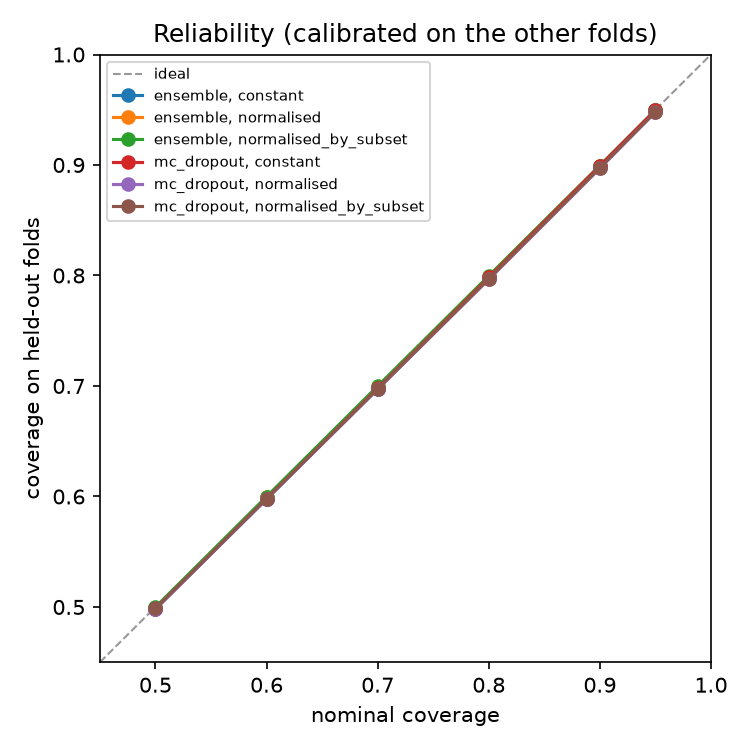 Reliability (calibrated on the other folds)
ideal
ensemble, constant
ensemble, normalised
ensemble, normalised_by_subset
mc_dropout, constant
mc_dropout, normalised
mc_dropout, normalised_by_subset
1.0
0.9
0.8
0.7
0.6
0.5
coverage on held-out folds
0.5 0.6 0.7 0.8 0.9 1.0
nominal coverage